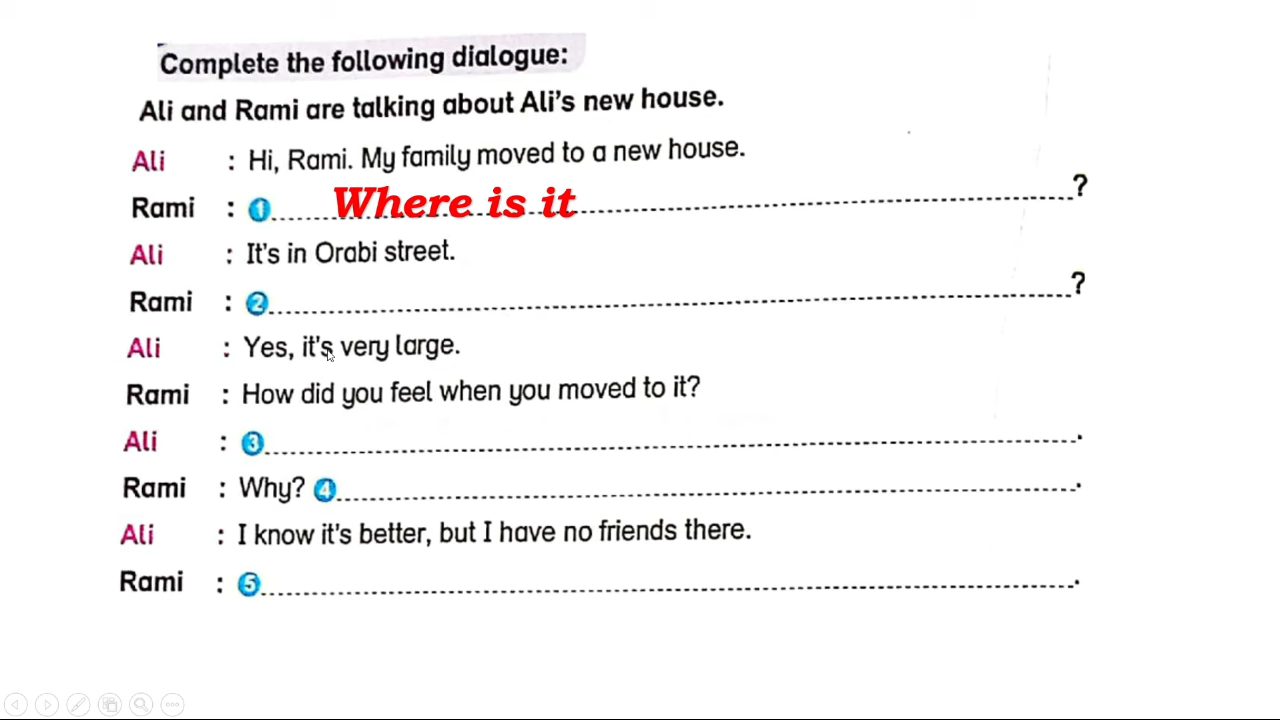 Complete the following dialogue:
Ali and Rami are talking about Ali's new house.
Ali : Hi, Rami. My family moved to a new house.
Rami : 1 Where is it ?
Ali : It's in Orabi street.
Rami : 2 ?
Ali : Yes, it's very large.
Rami : How did you feel when you moved to it?
Ali : 3 .
Rami : Why? 4 .
Ali : I know it's better, but I have no friends there.
Rami : 5 .